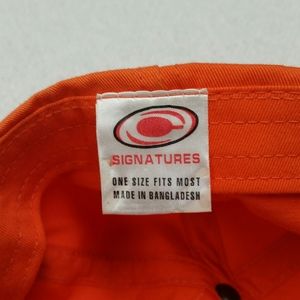 SIGNATURES
ONE SIZE FITS MOST
MADE IN BANGLADESH